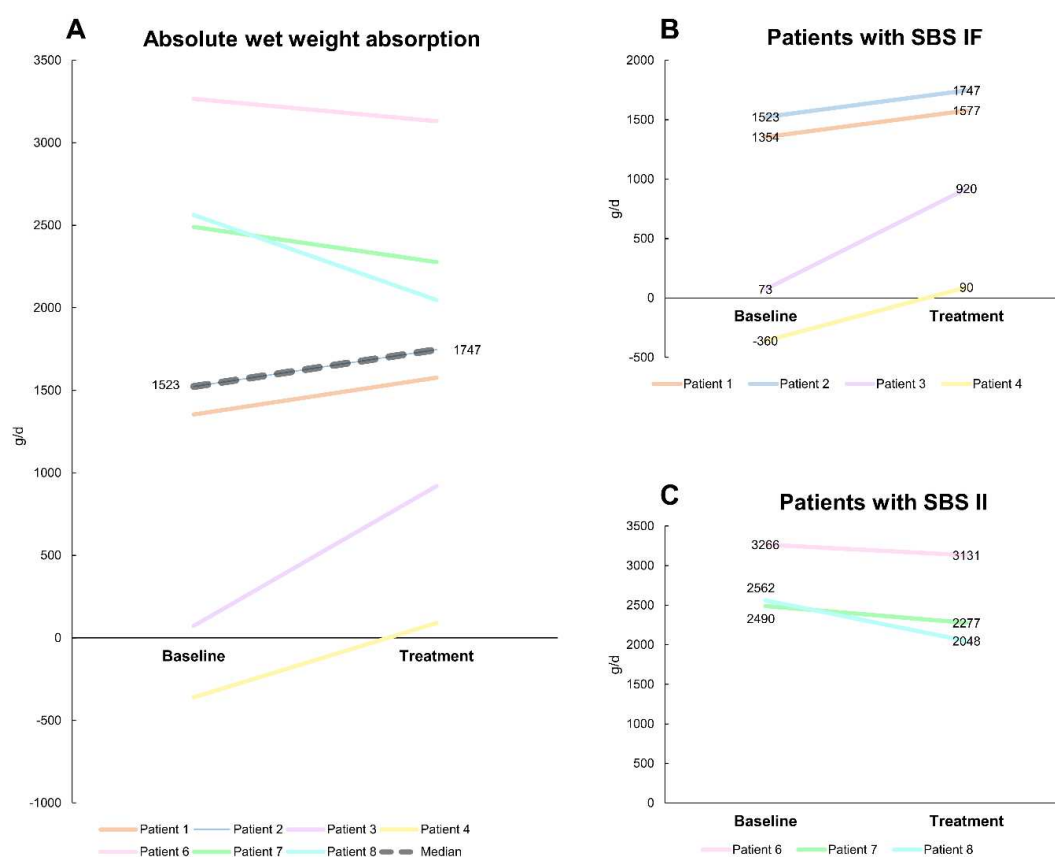 A
Absolute wet weight absorption
3500
3000
2500
2000
1500
1000
500
0
-500
-1000
g/d
1523
1747
Baseline
Treatment
Patient 1
Patient 2
Patient 3
Patient 4
Patient 6
Patient 7
Patient 8
Median
B
Patients with SBS IF
2000
1500
1000
500
0
-500
g/d
1523
1354
73
-360
1747
1577
920
90
Baseline
Treatment
Patient 1
Patient 2
Patient 3
Patient 4
C
Patients with SBS II
3500
3000
2500
2000
1500
1000
500
0
g/d
3266
2562
2490
3131
2277
2048
Baseline
Treatment
Patient 6
Patient 7
Patient 8